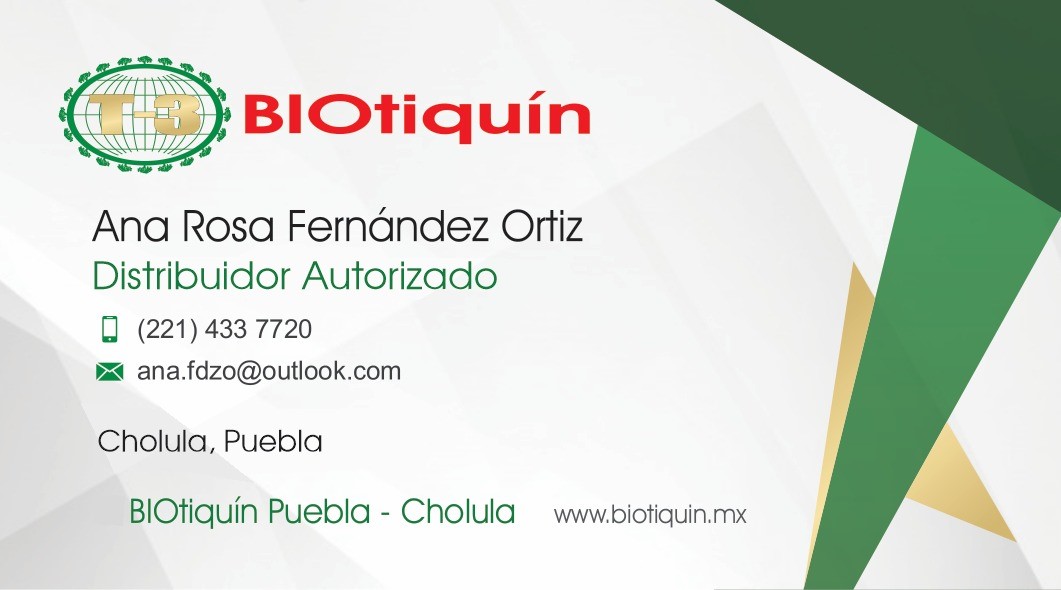 T-3 BIOtiquín
Ana Rosa Fernández Ortiz
Distribuidor Autorizado
(221) 433 7720
ana.fdzo@outlook.com
Cholula, Puebla
BIOtiquín Puebla - Cholula www.biotiquin.mx